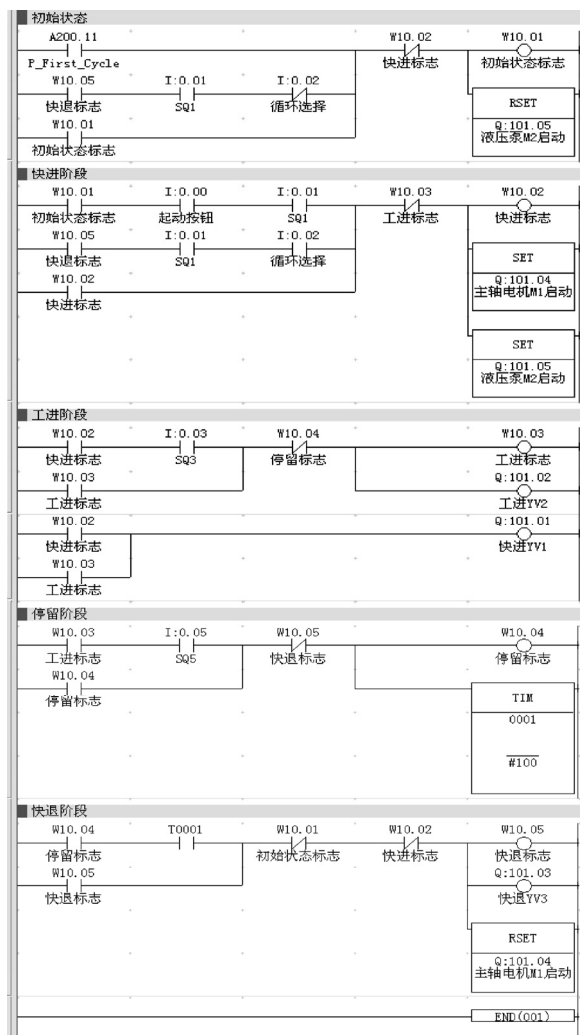 初始状态
A200.11 W10.02 W10.01
P_First_Cycle 快进标志 初始状态标志
W10.05 I:0.01 I:0.02
快退标志 SQ1 循环选择 RSET
W10.01 Q:101.05
初始状态标志 液压泵M2启动
快进阶段
W10.01 I:0.00 I:0.01 W10.03 W10.02
初始状态标志 起动按钮 SQ1 工进标志 快进标志
W10.05 I:0.01 I:0.02
快退标志 SQ1 循环选择 SET
W10.02 Q:101.04
快进标志 主轴电机M1启动
SET
Q:101.05
液压泵M2启动
工进阶段
W10.02 I:0.03 W10.04 W10.03
快进标志 SQ3 停留标志 工进标志
W10.03 Q:101.02
工进标志 工进YV2
W10.02 Q:101.01
快进标志 快进YV1
W10.03
工进标志
停留阶段
W10.03 I:0.05 W10.05 W10.04
工进标志 SQ5 快退标志 停留标志
W10.04
停留标志 TIM
0001
#100
快退阶段
W10.04 T0001 W10.01 W10.02 W10.05
停留标志 初始状态标志 快进标志 快退标志
W10.05 Q:101.03
快退标志 快退YV3
RSET
Q:101.04
主轴电机M1启动
END(001)